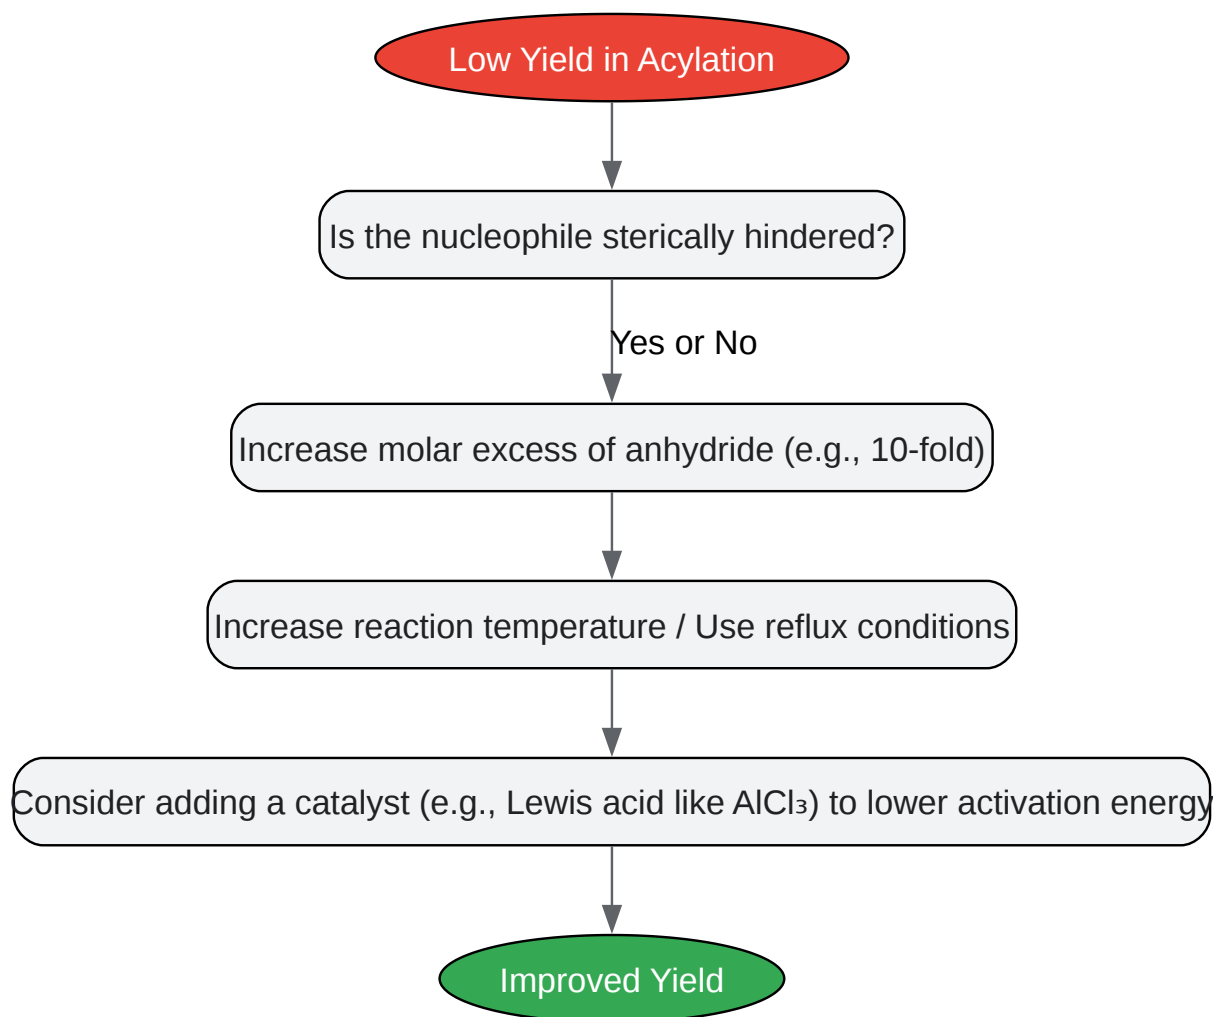 Low Yield in Acylation
Is the nucleophile sterically hindered?
Yes or No
Increase molar excess of anhydride (e.g., 10-fold)
Increase reaction temperature / Use reflux conditions
Consider adding a catalyst (e.g., Lewis acid like AlCl₃) to lower activation energy
Improved Yield